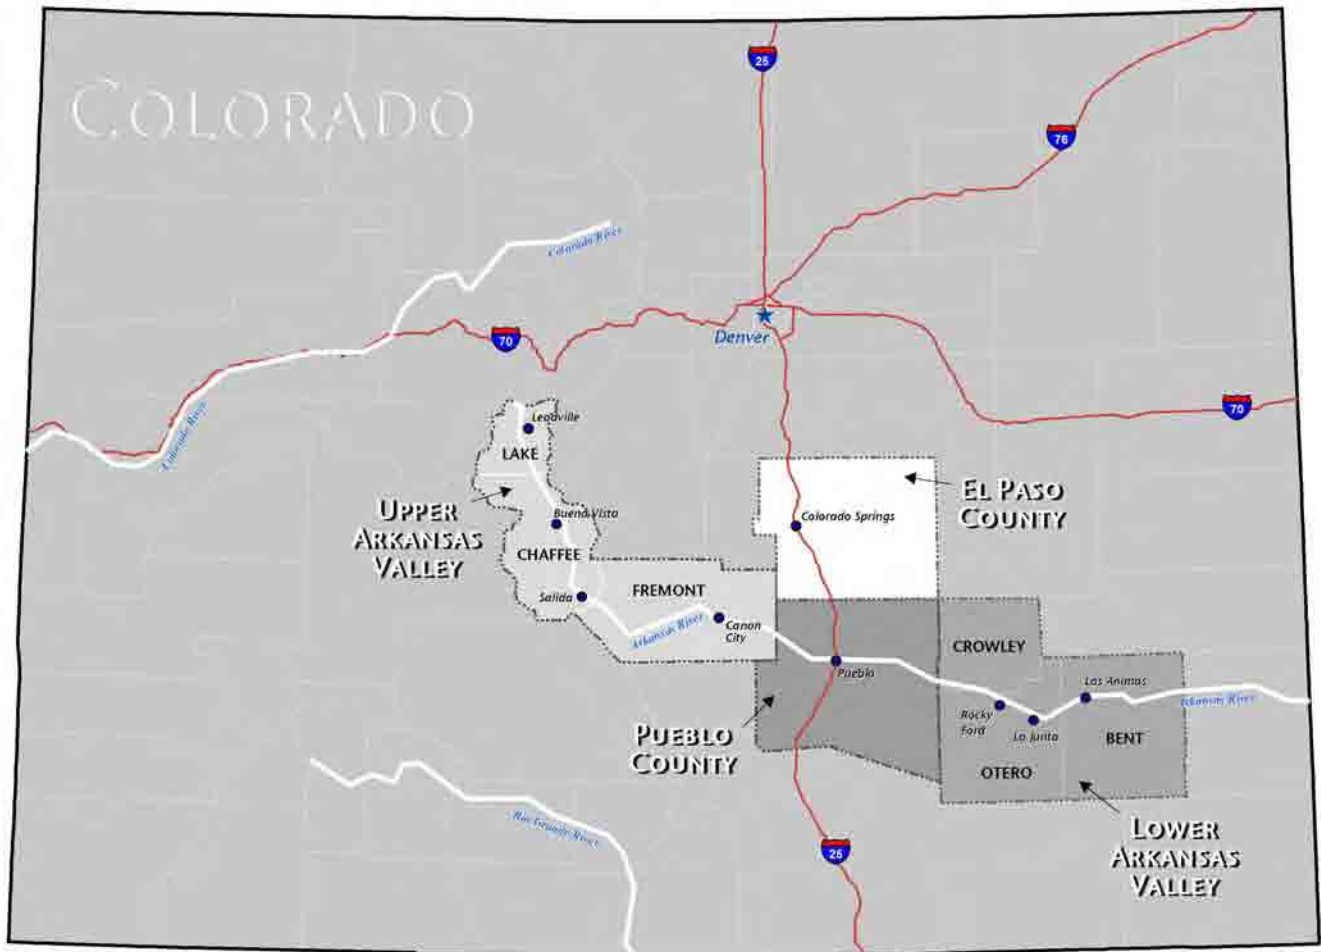 COLORADO
25
76
Colorado River
70
Denver
70
Colorado River
Leadville
LAKE
UPPER
ARKANSAS
VALLEY
Buena Vista
CHAFFEE
Salida
FREMONT
Arkansas River
Canon
City
Colorado Springs
EL PASO
COUNTY
Pueblo
PUEBLO
COUNTY
CROWLEY
Rocky
Ford
La Junta
Las Animas
Arkansas River
BENT
OTERO
Rio Grande River
25
LOWER
ARKANSAS
VALLEY